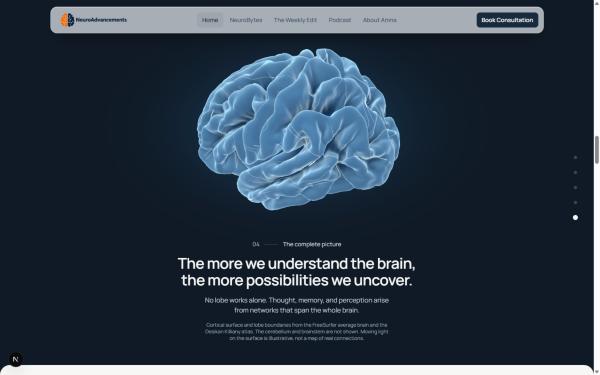 NeuroAdvancements
Home
NeuroBytes
The Weekly Edit
Podcast
About Amna
Book Consultation
04
The complete picture
The more we understand the brain,
the more possibilities we uncover.
No lobe works alone. Thought, memory, and perception arise
from networks that span the whole brain.
Cortical surface and lobe boundaries from the FreeSurfer average brain and the
Desikan Killiany atlas. The cerebellum and brainstem are not shown. Moving light
on the surface is illustrative, not a map of real connections.
N